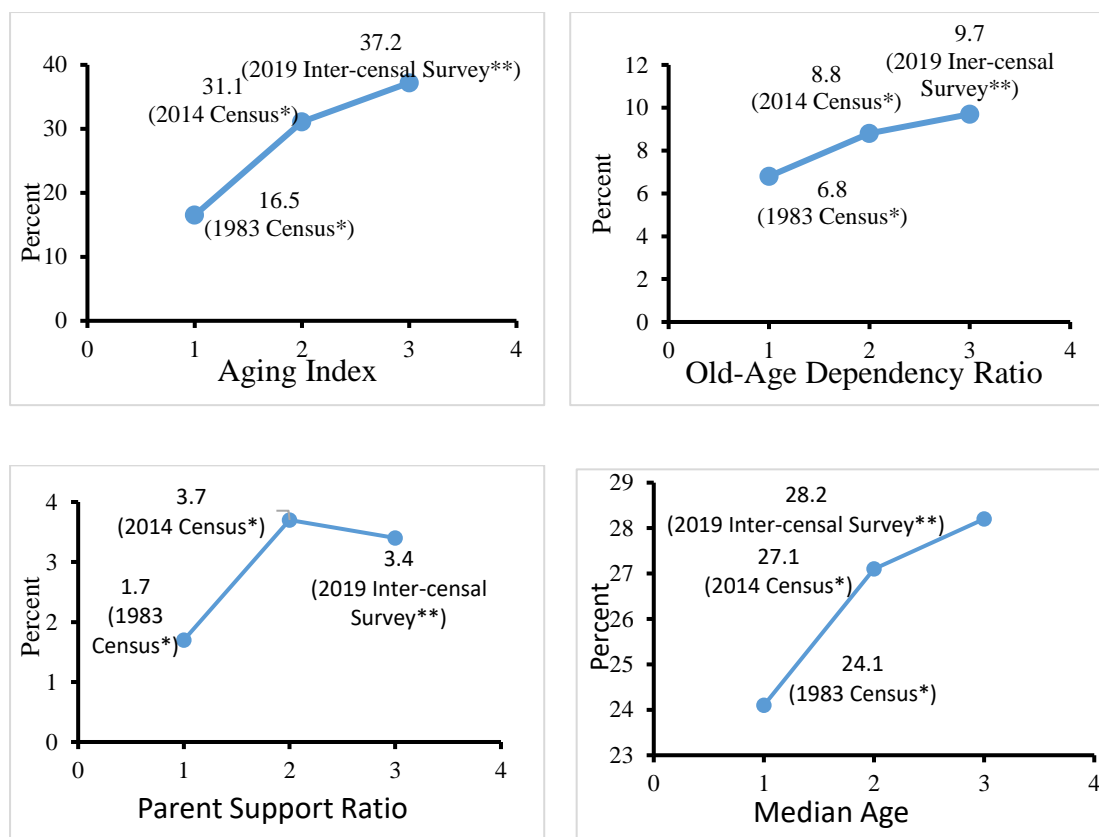 37.2
(2019 Inter-censal Survey**)
31.1
(2014 Census*)
16.5
(1983 Census*)
40
30
20
10
0
Percent
0 1 2 3 4
Aging Index
9.7
(2019 Iner-censal
Survey**)
8.8
(2014 Census*)
6.8
(1983 Census*)
12
10
8
6
4
2
0
Percent
0 1 2 3 4
Old-Age Dependency Ratio
3.7
(2014 Census*)
1.7
(1983
Census*)
3.4
(2019 Inter-censal
Survey**)
4
3
2
1
0
Percent
0 1 2 3 4
Parent Support Ratio
28.2
(2019 Inter-censal Survey**)
27.1
(2014 Census*)
24.1
(1983 Census*)
29
28
27
26
25
24
23
Percent
0 1 2 3 4
Median Age